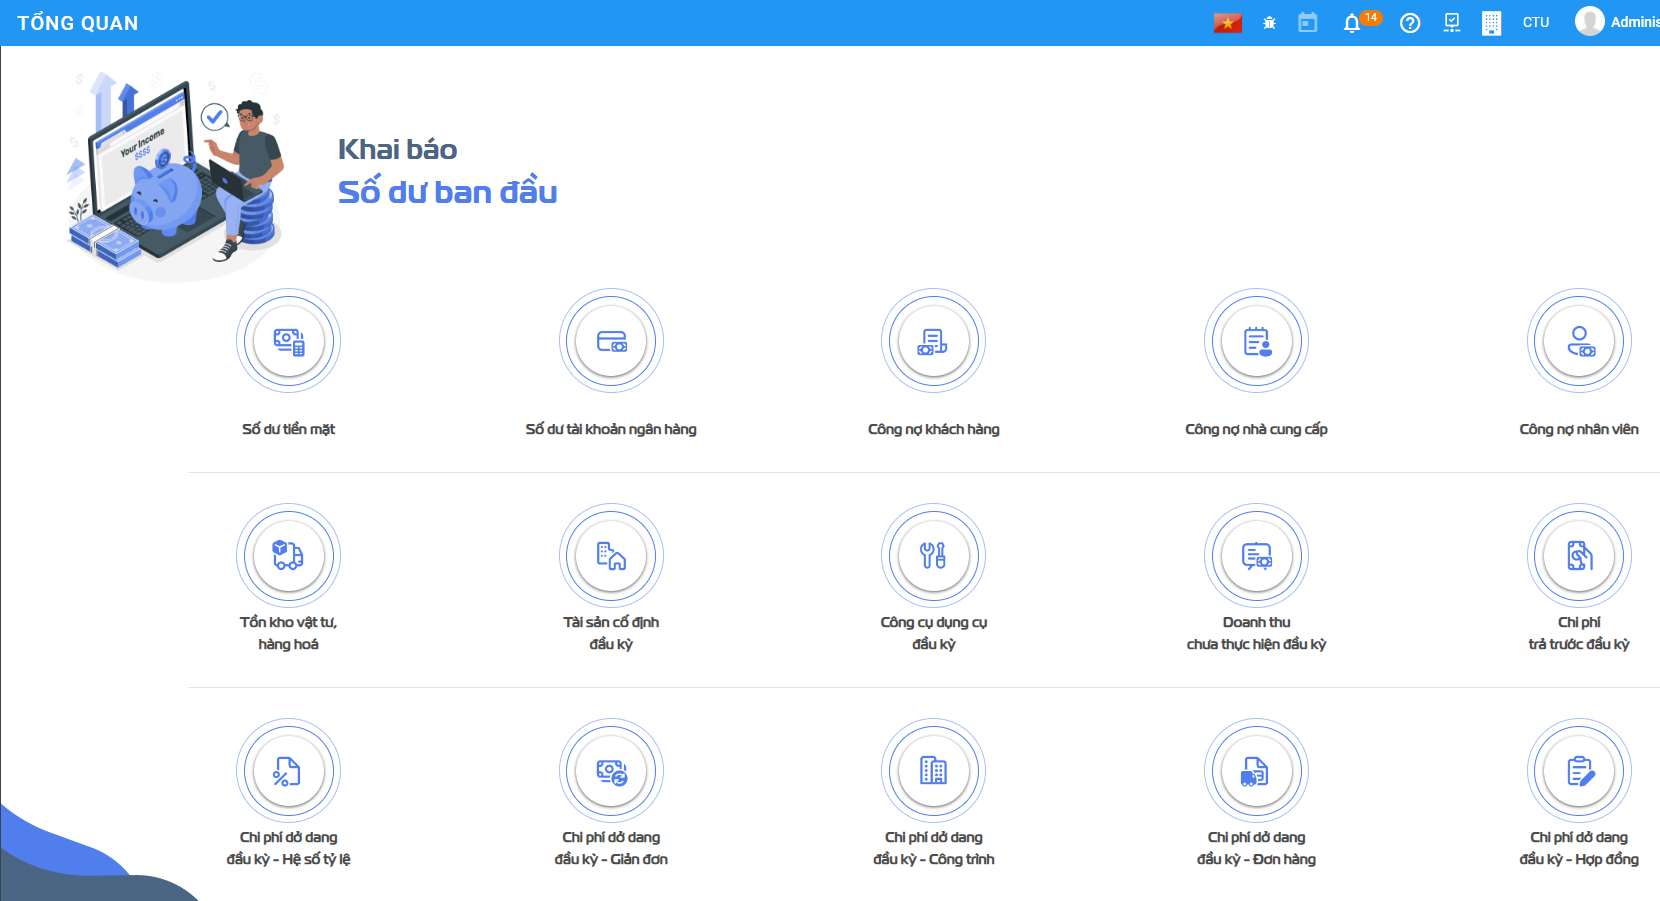 TỔNG QUAN
14
CTU
Adminis
Your Income
$$$$
Khai báo
Số dư ban đầu
Số dư tiền mặt
Số dư tài khoản ngân hàng
Công nợ khách hàng
Công nợ nhà cung cấp
Công nợ nhân viên
Tồn kho vật tư,
hàng hoá
Tài sản cố định
đầu kỳ
Công cụ dụng cụ
đầu kỳ
Doanh thu
chưa thực hiện đầu kỳ
Chi phí
trả trước đầu kỳ
Chi phí dở dang
đầu kỳ - Hệ số tỷ lệ
Chi phí dở dang
đầu kỳ - Giản đơn
Chi phí dở dang
đầu kỳ - Công trình
Chi phí dở dang
đầu kỳ - Đơn hàng
Chi phí dở dang
đầu kỳ - Hợp đồng